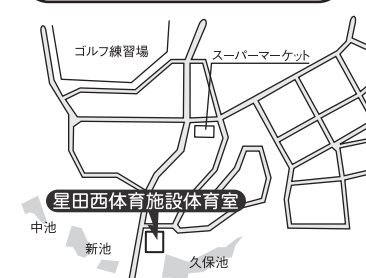 ゴルフ練習場
スーパーマーケット
星田西体育施設体育室
中池
新池
久保池